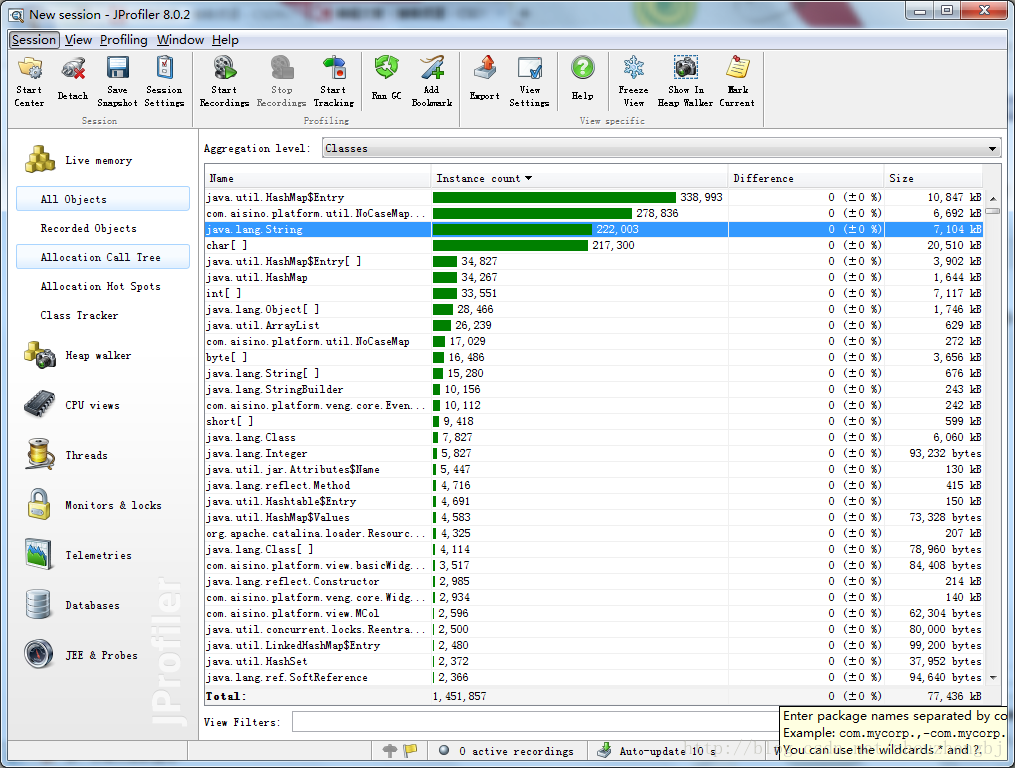 New session - JProfiler 8.0.2
Session View Profiling Window Help
Start Center
Detach
Save Snapshot
Session Settings
Start Recordings
Stop Recordings
Start Tracking
Run GC
Add Bookmark
Export
View Settings
Help
Freeze View
Show In Heap Walker
Mark Current
Session
Profiling
View specific
Live memory
All Objects
Recorded Objects
Allocation Call Tree
Allocation Hot Spots
Class Tracker
Heap walker
CPU views
Threads
Monitors & locks
Telemetries
Databases
JEE & Probes
JProfiler
Aggregation level: Classes
Name Instance count Difference Size
java.util.HashMap$Entry 338,993 0 (±0 %) 10,847 kB
com.aisino.platform.util.NoCaseMap... 278,836 0 (±0 %) 6,692 kB
java.lang.String 222,003 0 (±0 %) 7,104 kB
char[ ] 217,300 0 (±0 %) 20,510 kB
java.util.HashMap$Entry[ ] 34,827 0 (±0 %) 3,902 kB
java.util.HashMap 34,267 0 (±0 %) 1,644 kB
int[ ] 33,551 0 (±0 %) 7,117 kB
java.lang.Object[ ] 28,466 0 (±0 %) 1,746 kB
java.util.ArrayList 26,239 0 (±0 %) 629 kB
com.aisino.platform.util.NoCaseMap 17,029 0 (±0 %) 272 kB
byte[ ] 16,486 0 (±0 %) 3,656 kB
java.lang.String[ ] 15,280 0 (±0 %) 676 kB
java.lang.StringBuilder 10,156 0 (±0 %) 243 kB
com.aisino.platform.veng.core.Even... 10,112 0 (±0 %) 242 kB
short[ ] 9,418 0 (±0 %) 599 kB
java.lang.Class 7,827 0 (±0 %) 6,060 kB
java.lang.Integer 5,827 0 (±0 %) 93,232 bytes
java.util.jar.Attributes$Name 5,447 0 (±0 %) 130 kB
java.lang.reflect.Method 4,716 0 (±0 %) 415 kB
java.util.Hashtable$Entry 4,691 0 (±0 %) 150 kB
java.util.HashMap$Values 4,583 0 (±0 %) 73,328 bytes
org.apache.catalina.loader.Resourc... 4,325 0 (±0 %) 207 kB
java.lang.Class[ ] 4,114 0 (±0 %) 78,960 bytes
com.aisino.platform.view.basicWidg... 3,517 0 (±0 %) 84,408 bytes
java.lang.reflect.Constructor 2,985 0 (±0 %) 214 kB
com.aisino.platform.veng.core.Widg... 2,934 0 (±0 %) 140 kB
com.aisino.platform.view.MCol 2,596 0 (±0 %) 62,304 bytes
java.util.concurrent.locks.Reentra... 2,500 0 (±0 %) 80,000 bytes
java.util.LinkedHashMap$Entry 2,480 0 (±0 %) 99,200 bytes
java.util.HashSet 2,372 0 (±0 %) 37,952 bytes
java.lang.ref.SoftReference 2,366 0 (±0 %) 94,640 bytes
Total: 1,451,857 0 (±0 %) 77,436 kB
View Filters:
Enter package names separated by co
Example: com.mycorp.,-com.mycorp.
You can use the wildcards * and ?.
0 active recordings
Auto-update 10 s